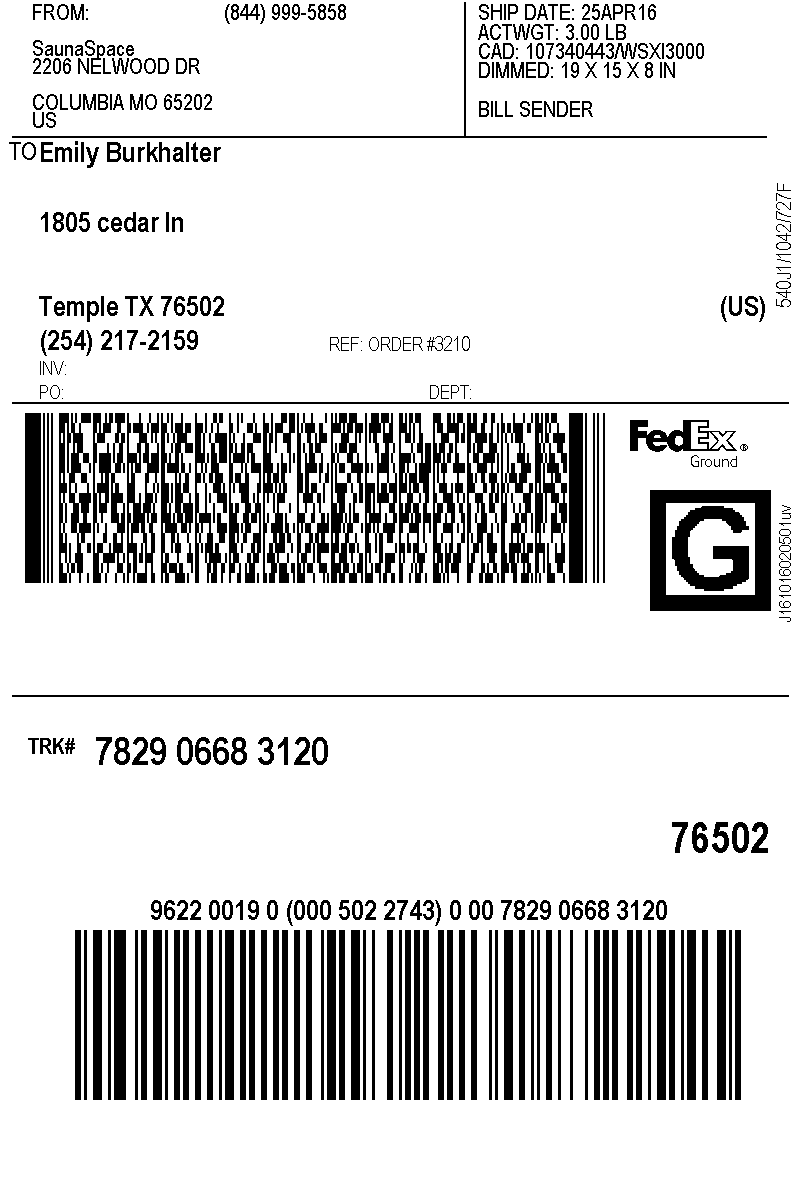 FROM: (844) 999-5858
SaunaSpace
2206 NELWOOD DR
COLUMBIA MO 65202
US
SHIP DATE: 25APR16
ACTWGT: 3.00 LB
CAD: 107340443/WSXI3000
DIMMED: 19 X 15 X 8 IN
BILL SENDER
TO Emily Burkhalter
1805 cedar ln
Temple TX 76502 (US)
(254) 217-2159 REF: ORDER #3210
INV:
PO: DEPT:
540J1/1042/727F
FedEx®
Ground
G
J161016020501uv
TRK# 7829 0668 3120
76502
9622 0019 0 (000 502 2743) 0 00 7829 0668 3120